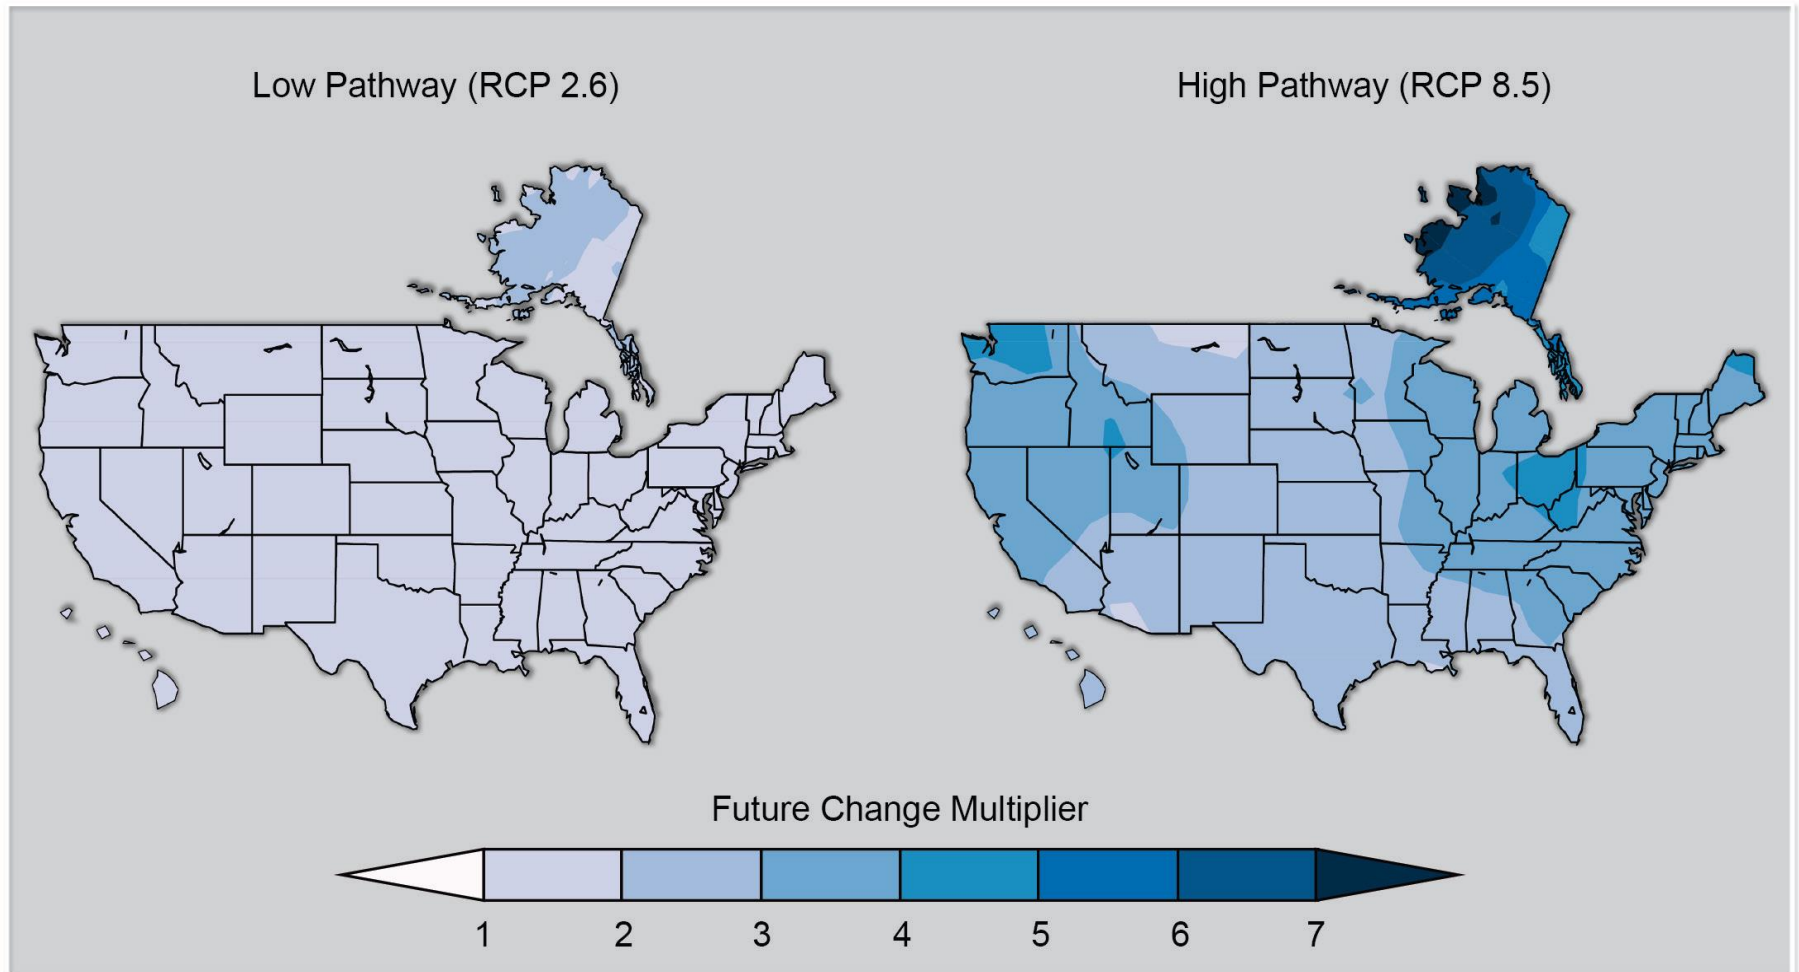 Low Pathway (RCP 2.6)
High Pathway (RCP 8.5)
Future Change Multiplier
1 2 3 4 5 6 7